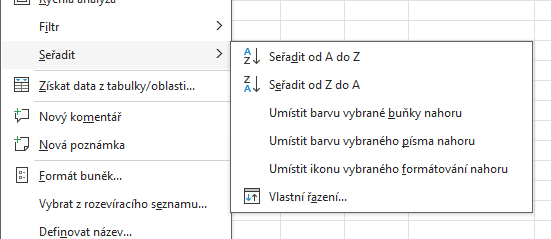 Rychlá analýza
Filtr
Seřadit
Získat data z tabulky/oblasti...
Nový komentář
Nová poznámka
Formát buněk...
Vybrat z rozevíracího seznamu...
Definovat název...
Seřadit od A do Z
Seřadit od Z do A
Umístit barvu vybrané buňky nahoru
Umístit barvu vybraného písma nahoru
Umístit ikonu vybraného formátování nahoru
Vlastní řazení...